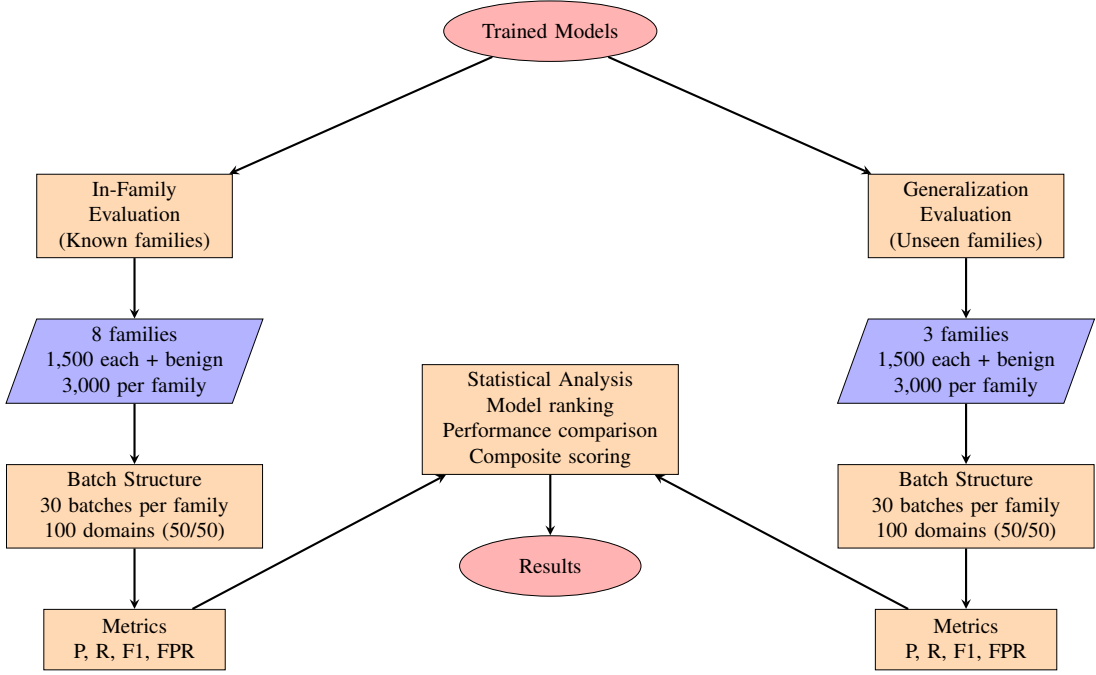 Trained Models
In-Family
Evaluation
(Known families)
Generalization
Evaluation
(Unseen families)
8 families
1,500 each + benign
3,000 per family
3 families
1,500 each + benign
3,000 per family
Statistical Analysis
Model ranking
Performance comparison
Composite scoring
Batch Structure
30 batches per family
100 domains (50/50)
Batch Structure
30 batches per family
100 domains (50/50)
Results
Metrics
P, R, F1, FPR
Metrics
P, R, F1, FPR